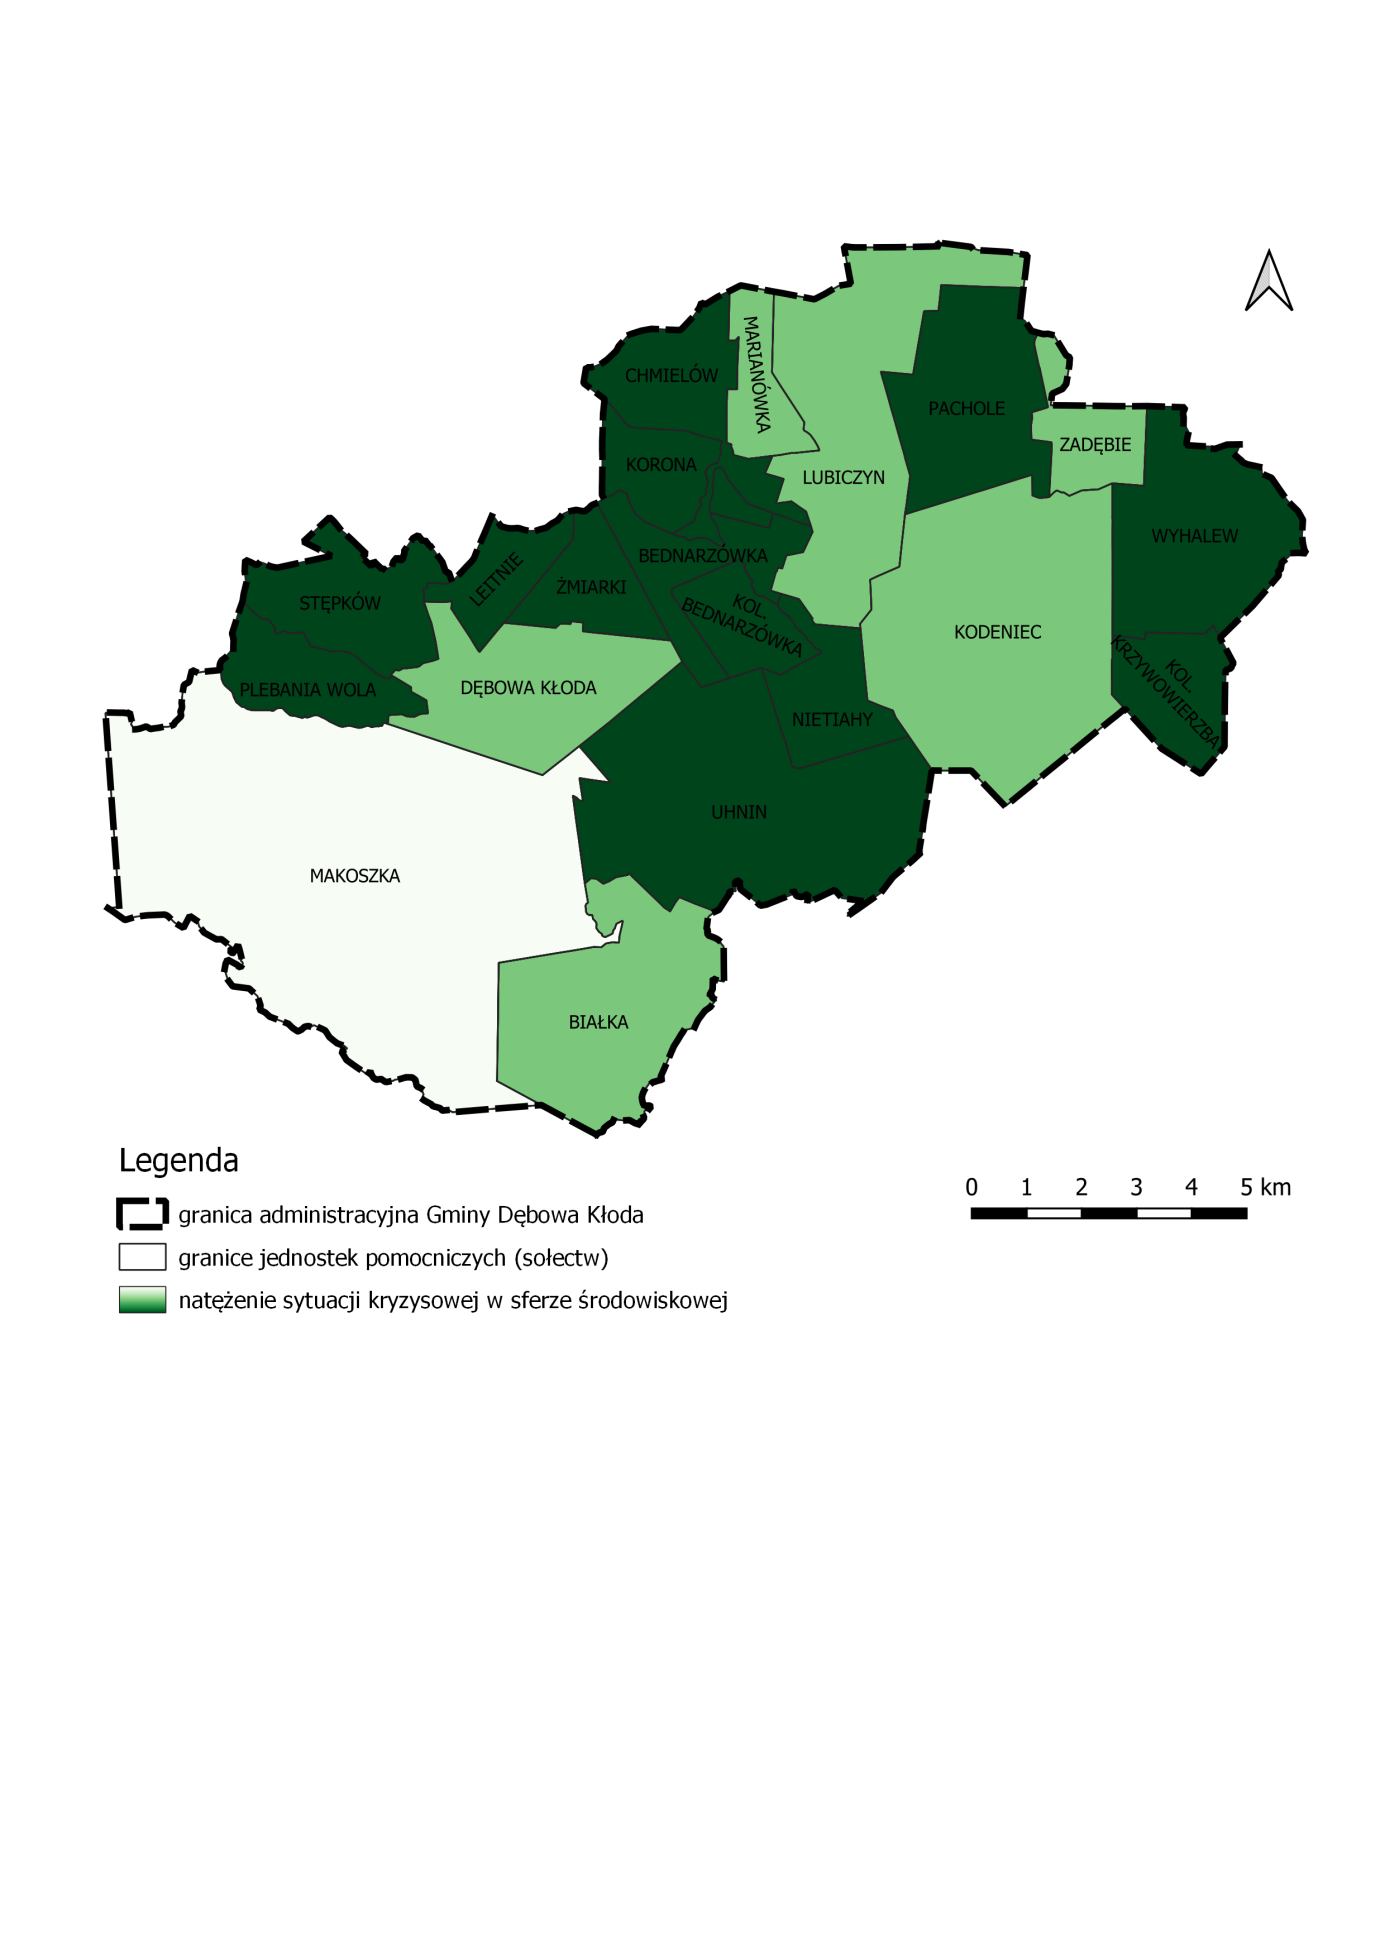 MARIANÓWKA
CHMIELÓW
PACHOLE
ZADĘBIE
KORONA
LUBICZYN
WYHALEW
BEDNARZÓWKA
LEITNIE
ŻMIARKI
STĘPKÓW
KOL.
BEDNARZÓWKA
KODENIEC
KOL.
KRZYWOWIERZBA
DĘBOWA KŁODA
PLEBANIA WOLA
NIETIAHY
UHNIN
MAKOSZKA
BIAŁKA
Legenda
granica administracyjna Gminy Dębowa Kłoda
granice jednostek pomocniczych (sołectw)
natężenie sytuacji kryzysowej w sferze środowiskowej
0 1 2 3 4 5 km